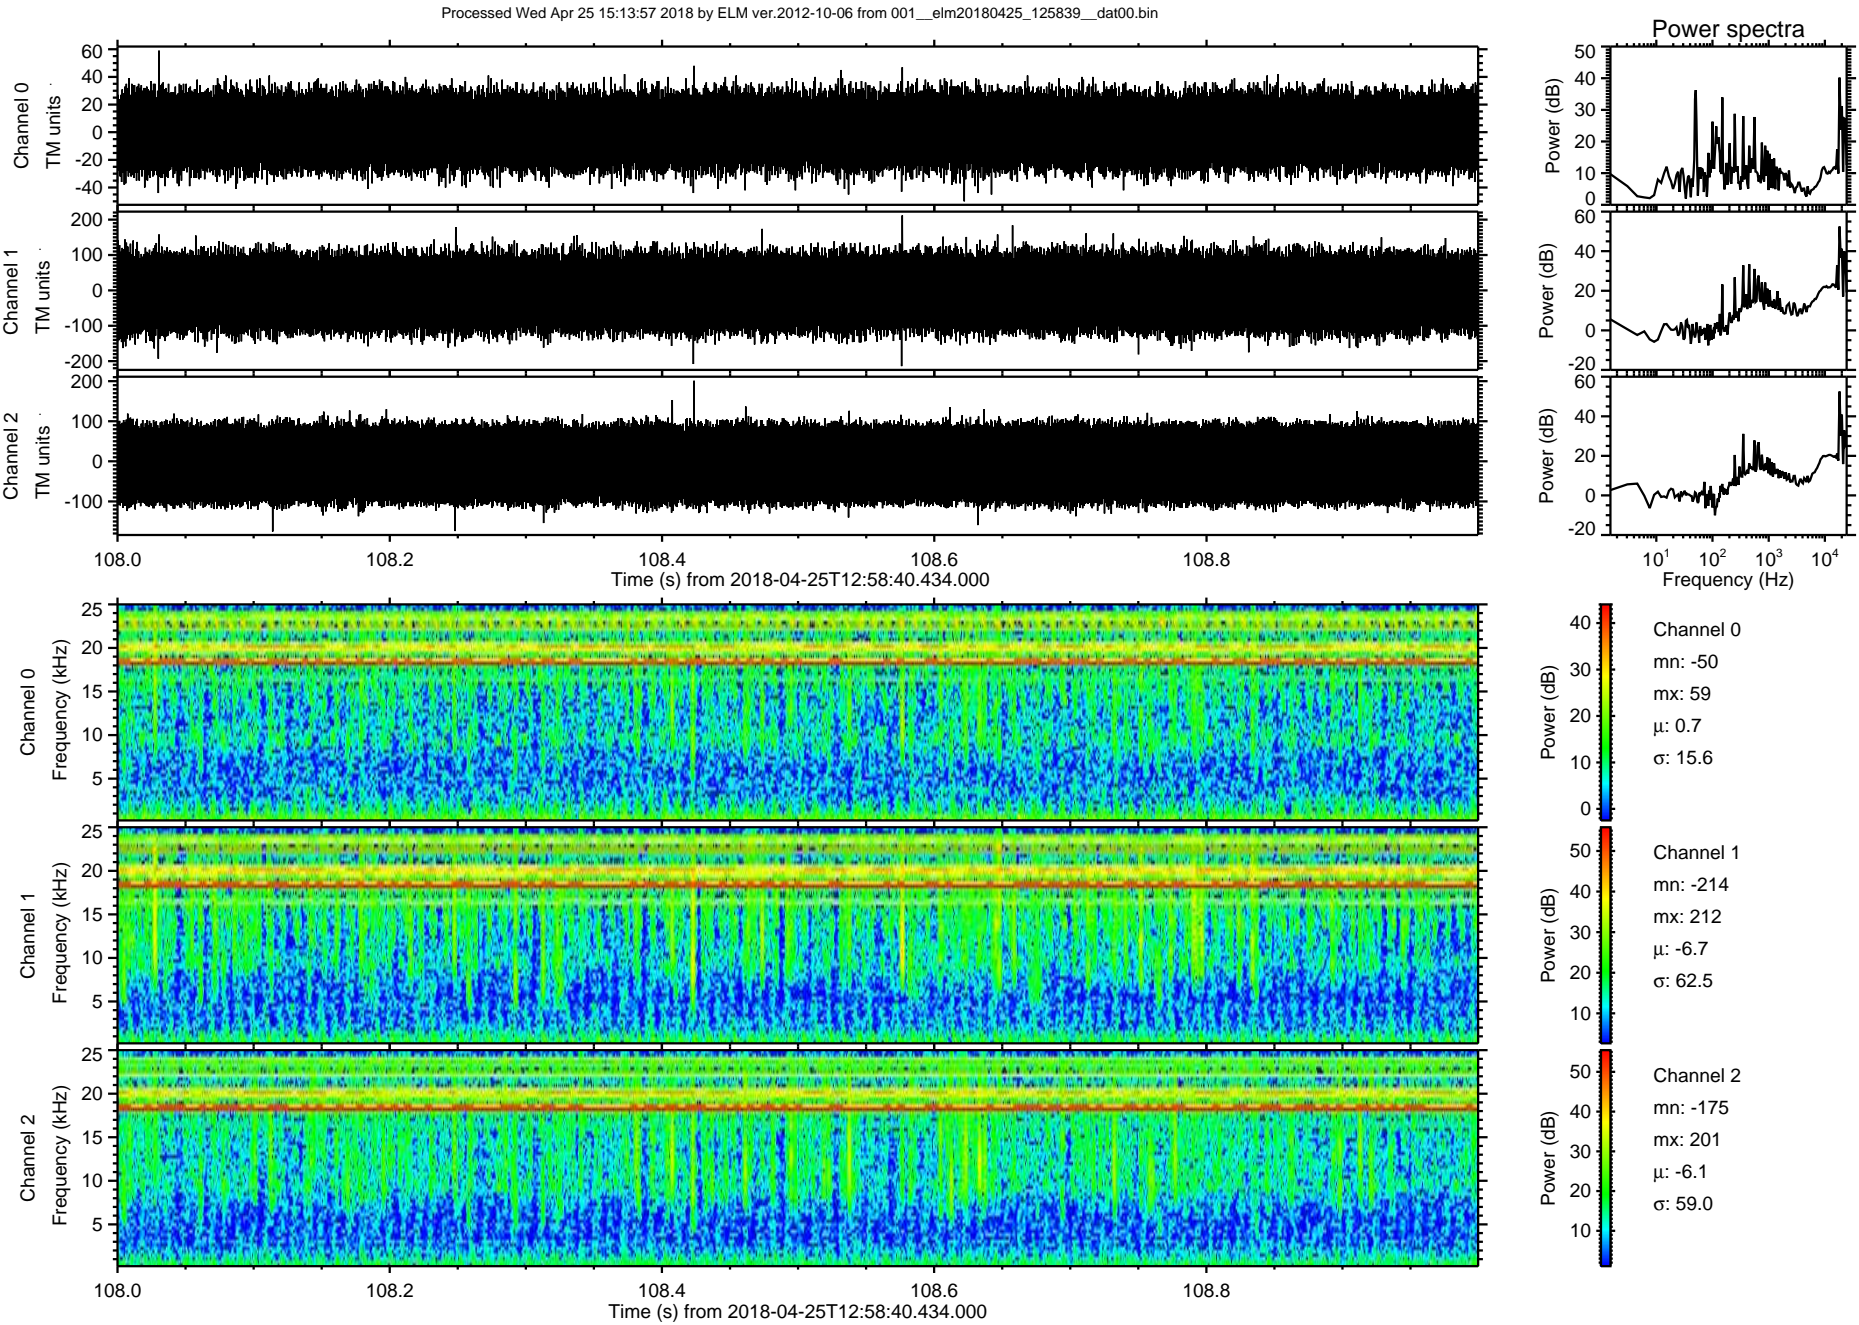 Processed Wed Apr 25 15:13:57 2018 by ELM ver.2012-10-06 from 001__elm20180425_125839__dat00.bin
Power spectra
Channel 0
TM units
60
40
20
0
-20
-40
Power (dB)
50
40
30
20
10
0
Channel 1
TM units
200
100
0
-100
-200
Power (dB)
60
40
20
0
-20
Channel 2
TM units
200
100
0
-100
Power (dB)
60
40
20
0
-20
108.0 108.2 108.4 108.6 108.8
Time (s) from 2018-04-25T12:58:40.434.000
10¹ 10² 10³ 10⁴
Frequency (Hz)
Channel 0
Frequency (kHz)
25
20
15
10
5
Power (dB)
40
30
20
10
0
Channel 0
mn: -50
mx: 59
μ: 0.7
σ: 15.6
Channel 1
Frequency (kHz)
25
20
15
10
5
Power (dB)
50
40
30
20
10
Channel 1
mn: -214
mx: 212
μ: -6.7
σ: 62.5
Channel 2
Frequency (kHz)
25
20
15
10
5
Power (dB)
50
40
30
20
10
Channel 2
mn: -175
mx: 201
μ: -6.1
σ: 59.0
108.0 108.2 108.4 108.6 108.8
Time (s) from 2018-04-25T12:58:40.434.000